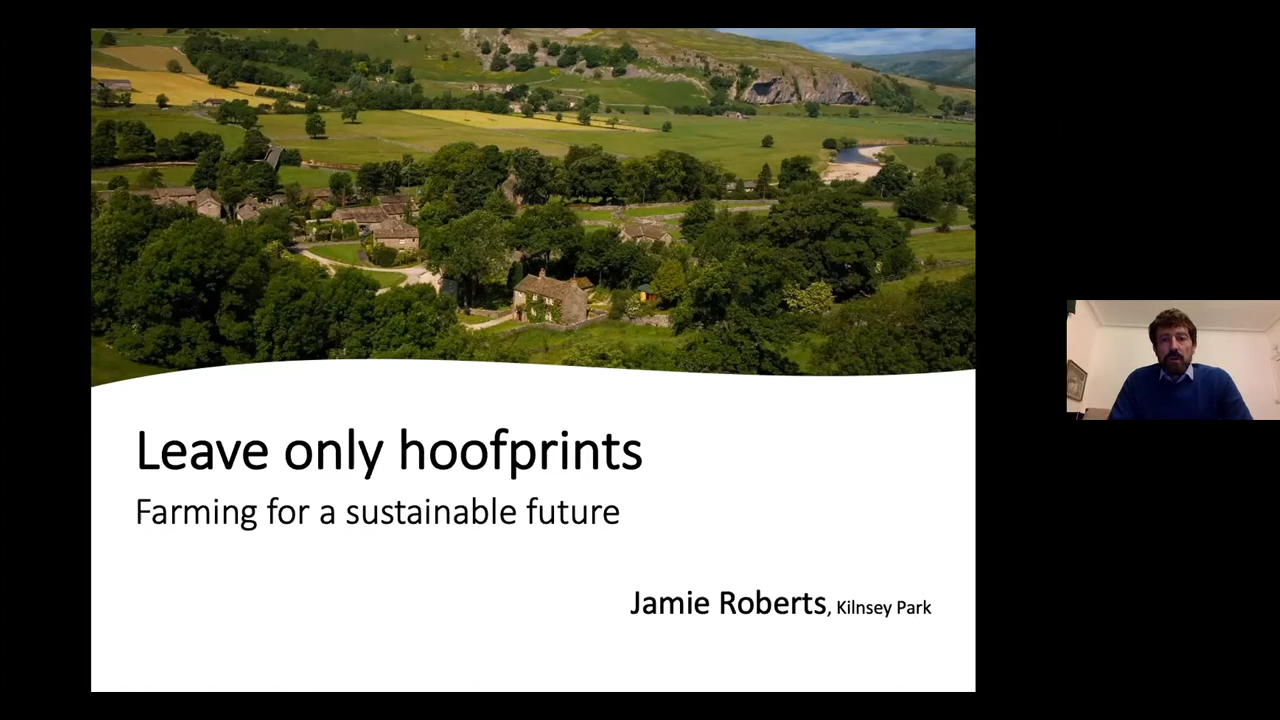 Leave only hoofprints
Farming for a sustainable future
Jamie Roberts, Kilnsey Park